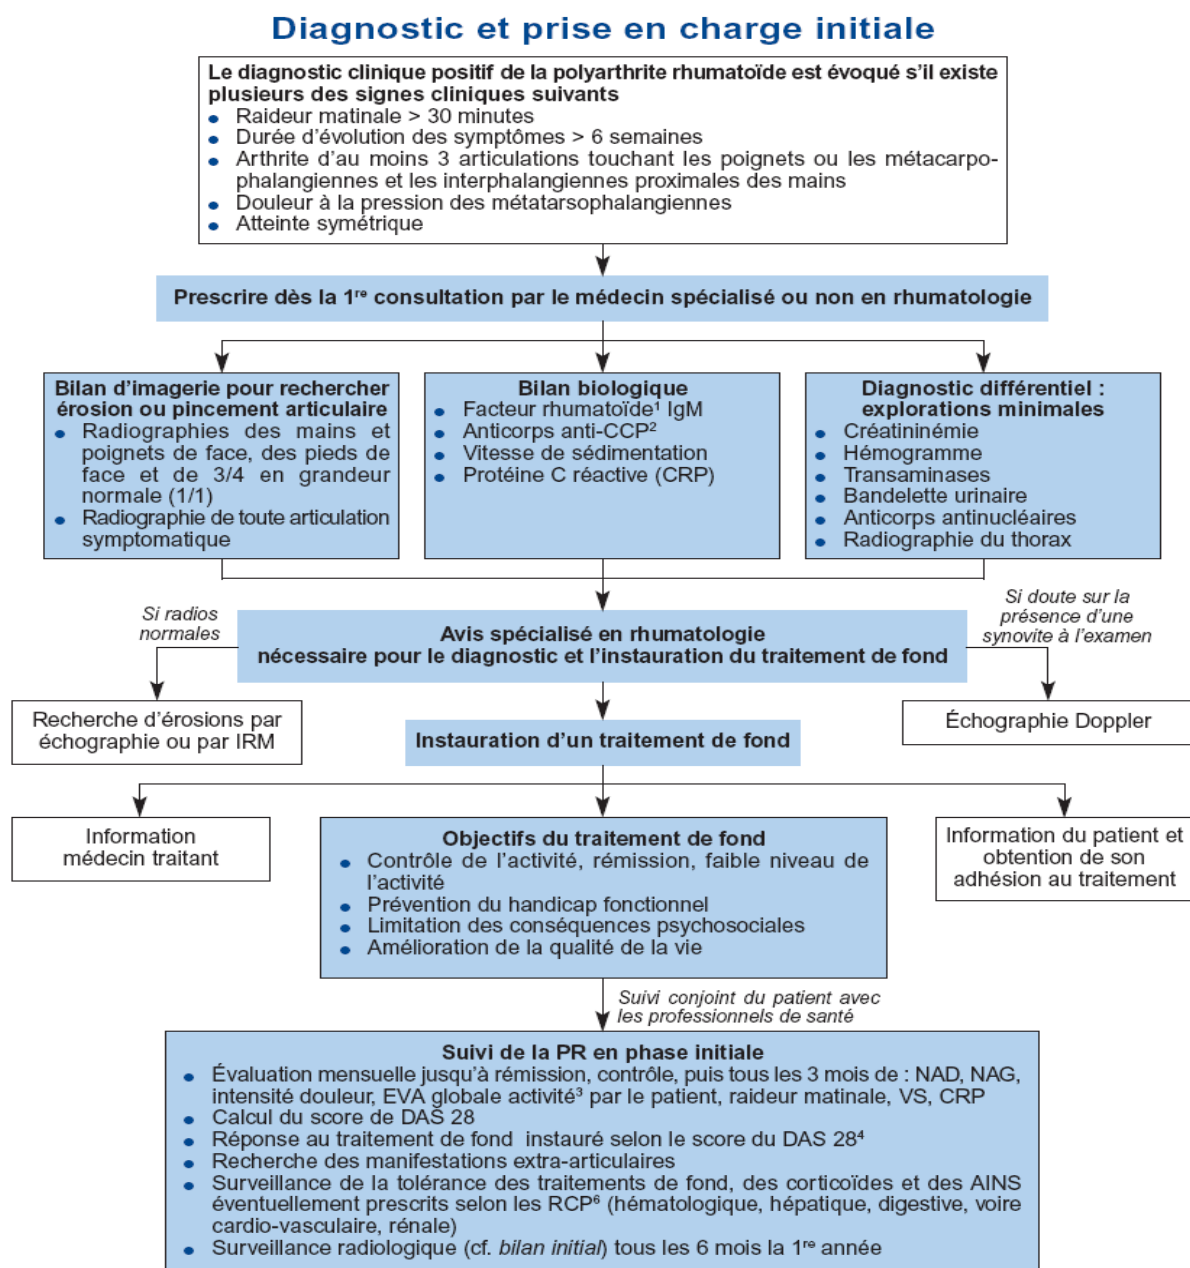 Diagnostic et prise en charge initiale
Le diagnostic clinique positif de la polyarthrite rhumatoïde est évoqué s'il existe
plusieurs des signes cliniques suivants
● Raideur matinale > 30 minutes
● Durée d'évolution des symptômes > 6 semaines
● Arthrite d'au moins 3 articulations touchant les poignets ou les métacarpo-
phalangiennes et les interphalangiennes proximales des mains
● Douleur à la pression des métatarsophalangiennes
● Atteinte symétrique
Prescrire dès la 1re consultation par le médecin spécialisé ou non en rhumatologie
Bilan d'imagerie pour rechercher
érosion ou pincement articulaire
● Radiographies des mains et
poignets de face, des pieds de
face et de 3/4 en grandeur
normale (1/1)
● Radiographie de toute articulation
symptomatique
Bilan biologique
● Facteur rhumatoïde¹ IgM
● Anticorps anti-CCP²
● Vitesse de sédimentation
● Protéine C réactive (CRP)
Diagnostic différentiel :
explorations minimales
● Créatininémie
● Hémogramme
● Transaminases
● Bandelette urinaire
● Anticorps antinucléaires
● Radiographie du thorax
Si radios
normales
Avis spécialisé en rhumatologie
nécessaire pour le diagnostic et l'instauration du traitement de fond
Si doute sur la
présence d'une
synovite à l'examen
Recherche d'érosions par
échographie ou par IRM
Instauration d'un traitement de fond
Échographie Doppler
Information
médecin traitant
Objectifs du traitement de fond
● Contrôle de l'activité, rémission, faible niveau de
l'activité
● Prévention du handicap fonctionnel
● Limitation des conséquences psychosociales
● Amélioration de la qualité de la vie
Information du patient et
obtention de son
adhésion au traitement
Suivi conjoint du patient avec
les professionnels de santé
Suivi de la PR en phase initiale
● Évaluation mensuelle jusqu'à rémission, contrôle, puis tous les 3 mois de : NAD, NAG,
intensité douleur, EVA globale activité³ par le patient, raideur matinale, VS, CRP
● Calcul du score de DAS 28
● Réponse au traitement de fond instauré selon le score du DAS 28⁴
● Recherche des manifestations extra-articulaires
● Surveillance de la tolérance des traitements de fond, des corticoïdes et des AINS
éventuellement prescrits selon les RCP⁶ (hématologique, hépatique, digestive, voire
cardio-vasculaire, rénale)
● Surveillance radiologique (cf. bilan initial) tous les 6 mois la 1re année